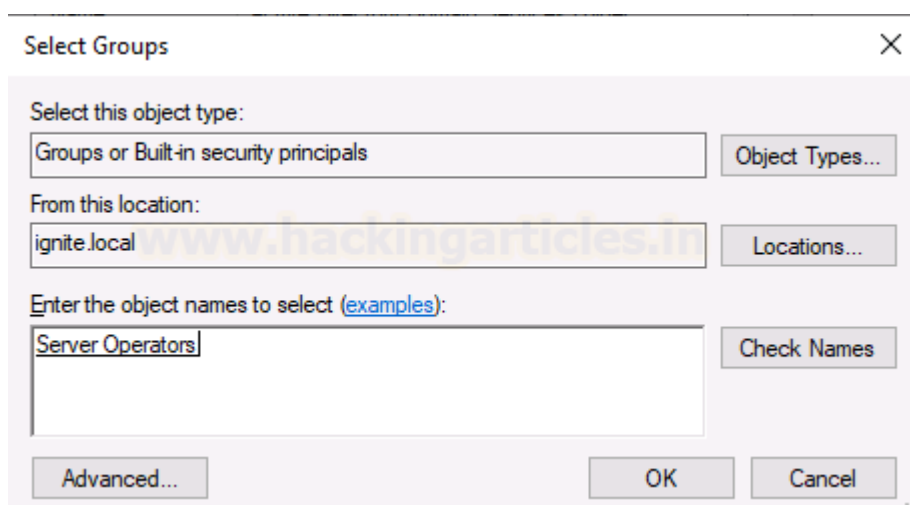 Select Groups
Select this object type:
Groups or Built-in security principals
Object Types...
From this location:
ignite.local
www.hackingarticles.in
Locations...
Enter the object names to select (examples):
Server Operators
Check Names
Advanced...
OK
Cancel